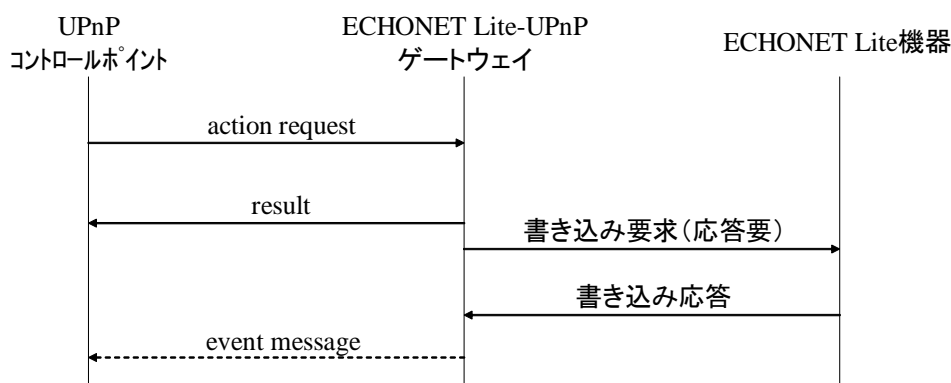 UPnP
コントロールポイント
ECHONET Lite-UPnP
ゲートウェイ
ECHONET Lite機器
action request
result
書き込み要求（応答要）
書き込み応答
event message